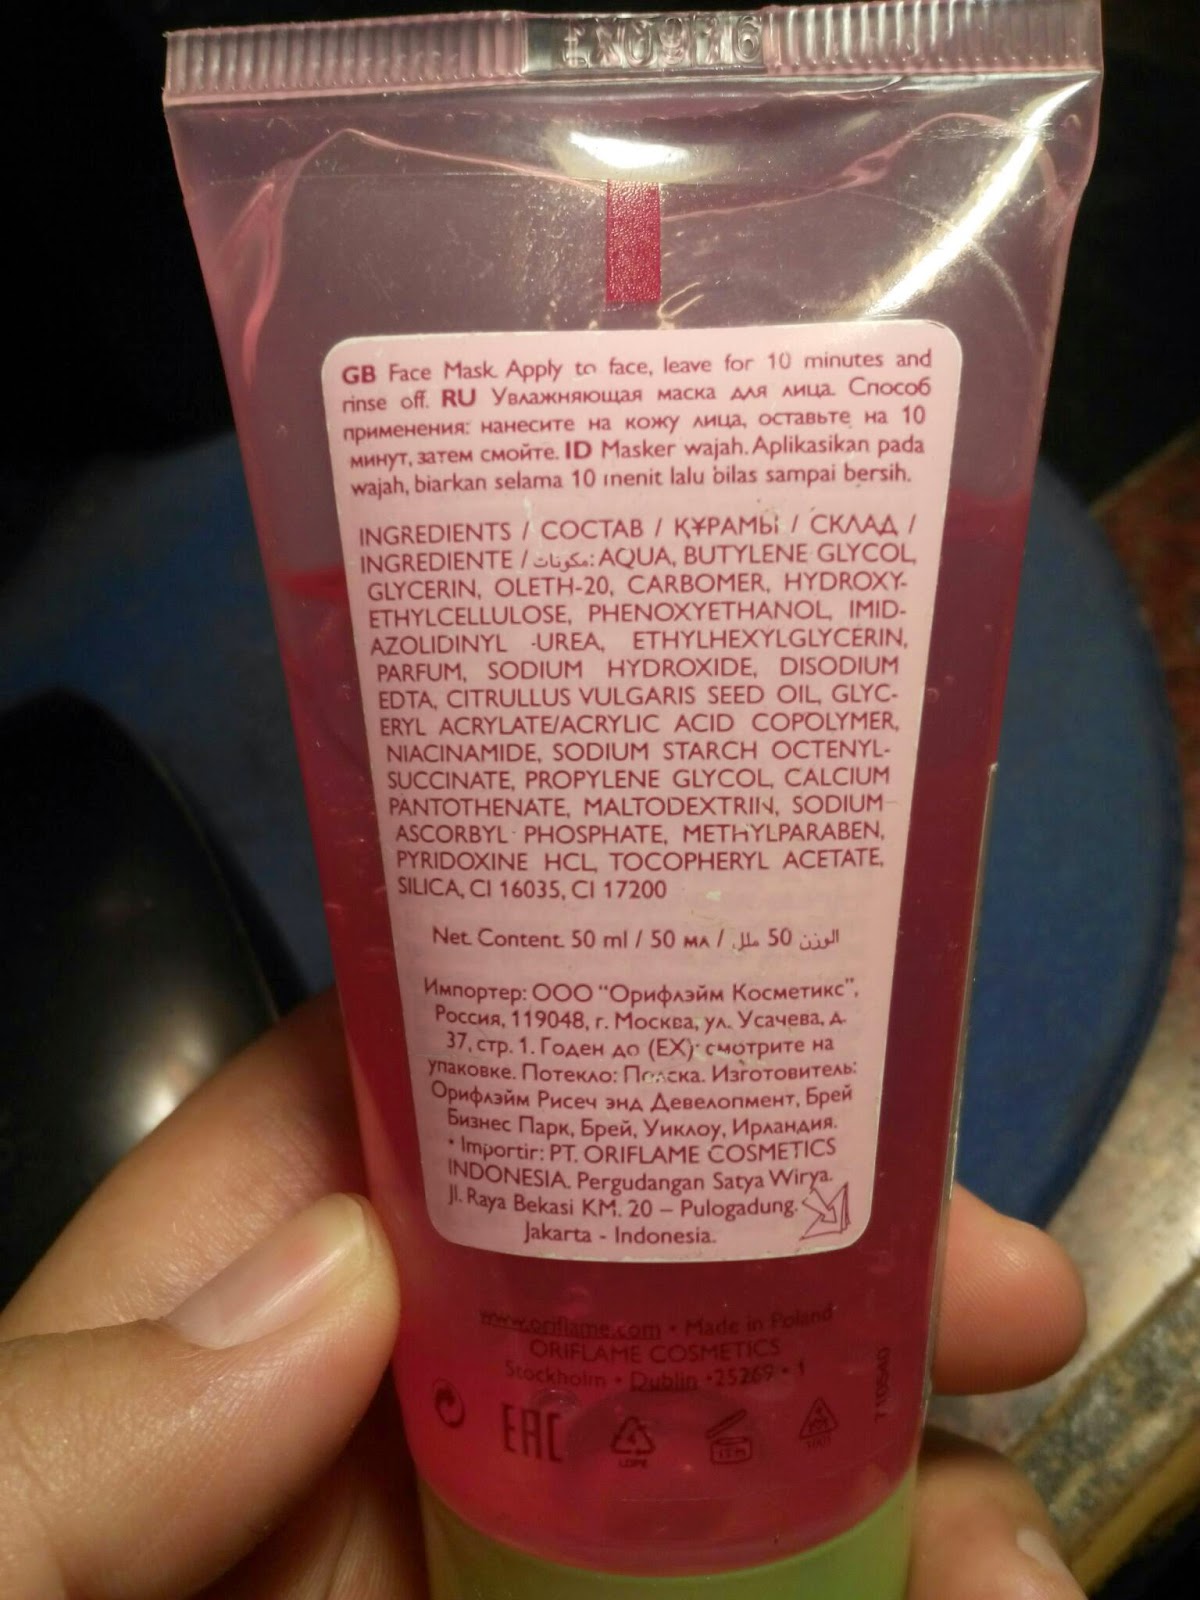 GB Face Mask. Apply to face, leave for 10 minutes and
rinse off. RU Увлажняющая маска для лица. Способ
применения: нанесите на кожу лица, оставьте на 10
минут, затем смойте. ID Masker wajah. Aplikasikan pada
wajah, biarkan selama 10 menit lalu bilas sampai bersih.
INGREDIENTS / СОСТАВ / ҚҰРАМЫ / СКЛАД /
INGREDIENTE / مكونات: AQUA, BUTYLENE GLYCOL,
GLYCERIN, OLETH-20, CARBOMER, HYDROXY-
ETHYLCELLULOSE, PHENOXYETHANOL, IMID-
AZOLIDINYL -UREA, ETHYLHEXYLGLYCERIN,
PARFUM, SODIUM HYDROXIDE, DISODIUM
EDTA, CITRULLUS VULGARIS SEED OIL, GLYC-
ERYL ACRYLATE/ACRYLIC ACID COPOLYMER,
NIACINAMIDE, SODIUM STARCH OCTENYL-
SUCCINATE, PROPYLENE GLYCOL, CALCIUM
PANTOTHENATE, MALTODEXTRIN, SODIUM
ASCORBYL PHOSPHATE, METHYLPARABEN,
PYRIDOXINE HCL, TOCOPHERYL ACETATE,
SILICA, CI 16035, CI 17200
Net. Content. 50 ml / 50 мл / الوزن 50 ملل
Импортер: ООО "Орифлэйм Косметикс",
Россия, 119048, г. Москва, ул. Усачева, д.
37, стр. 1. Годен до (EX): смотрите на
упаковке. Потекло: Польска. Изготовитель:
Орифлэйм Рисеч энд Девелопмент, Брей
Бизнес Парк, Брей, Уиклоу, Ирландия.
* Importir: PT. ORIFLAME COSMETICS
INDONESIA. Pergudangan Satya Wirya.
Jl. Raya Bekasi KM. 20 – Pulogadung.
Jakarta - Indonesia.
www.oriflame.com • Made in Poland
ORIFLAME COSMETICS
Stockholm • Dublin • 25269 • 1
EAC
LDPE
710540